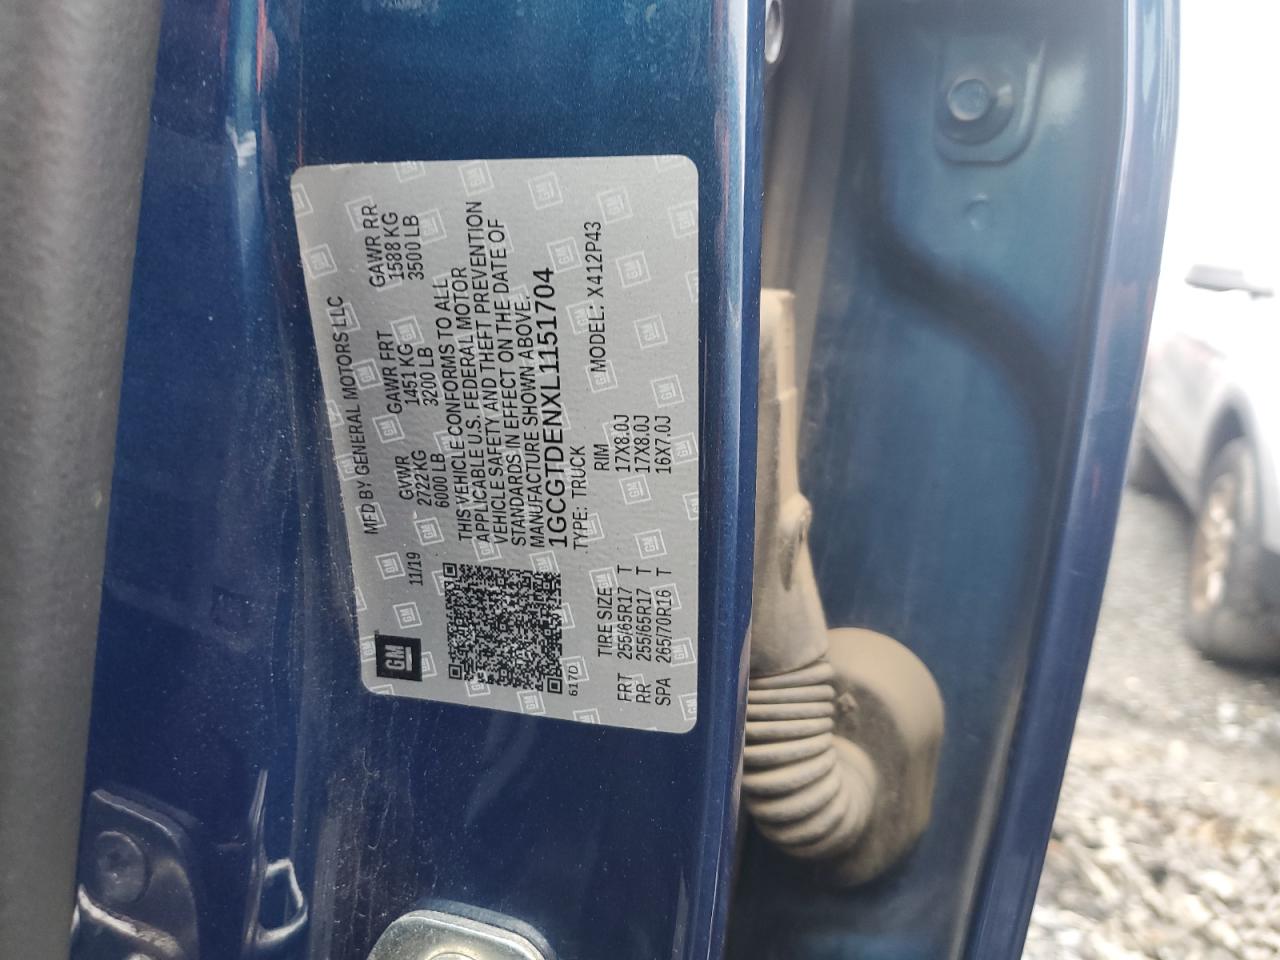 GM
MFD BY GENERAL MOTORS LLC
11/19
GVWR GAWR FRT GAWR RR
2722 KG 1451 KG 1588 KG
6000 LB 3200 LB 3500 LB
THIS VEHICLE CONFORMS TO ALL
APPLICABLE U.S. FEDERAL MOTOR
VEHICLE SAFETY AND THEFT PREVENTION
STANDARDS IN EFFECT ON THE DATE OF
MANUFACTURE SHOWN ABOVE.
1GCGTDENXL1151704
617D
TYPE: TRUCK MODEL: X412P43
TIRE SIZE RIM
FRT 255/65R17 T 17X8.0J
RR 255/65R17 T 17X8.0J
SPA 265/70R16 T 16X7.0J